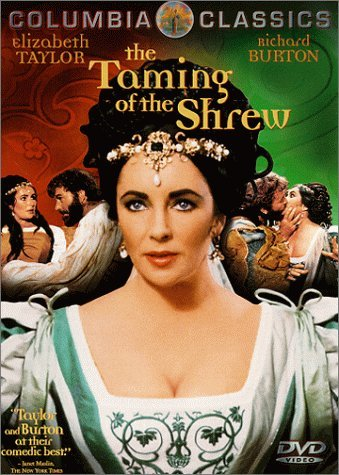 COLUMBIA CLASSICS
Elizabeth
TAYLOR
Richard
BURTON
the
Taming
of the Shrew
"Taylor
and Burton
at their
comedic best."
– Janet Maslin,
THE NEW YORK TIMES
DVD
VIDEO